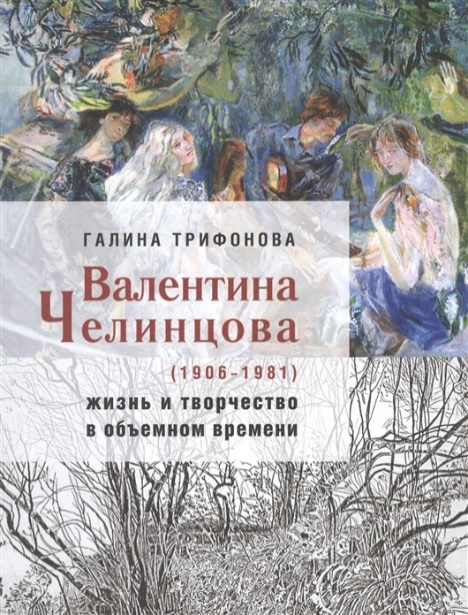 ГАЛИНА ТРИФОНОВА
Валентина
Челинцова
(1906-1981)
жизнь и творчество
в объемном времени